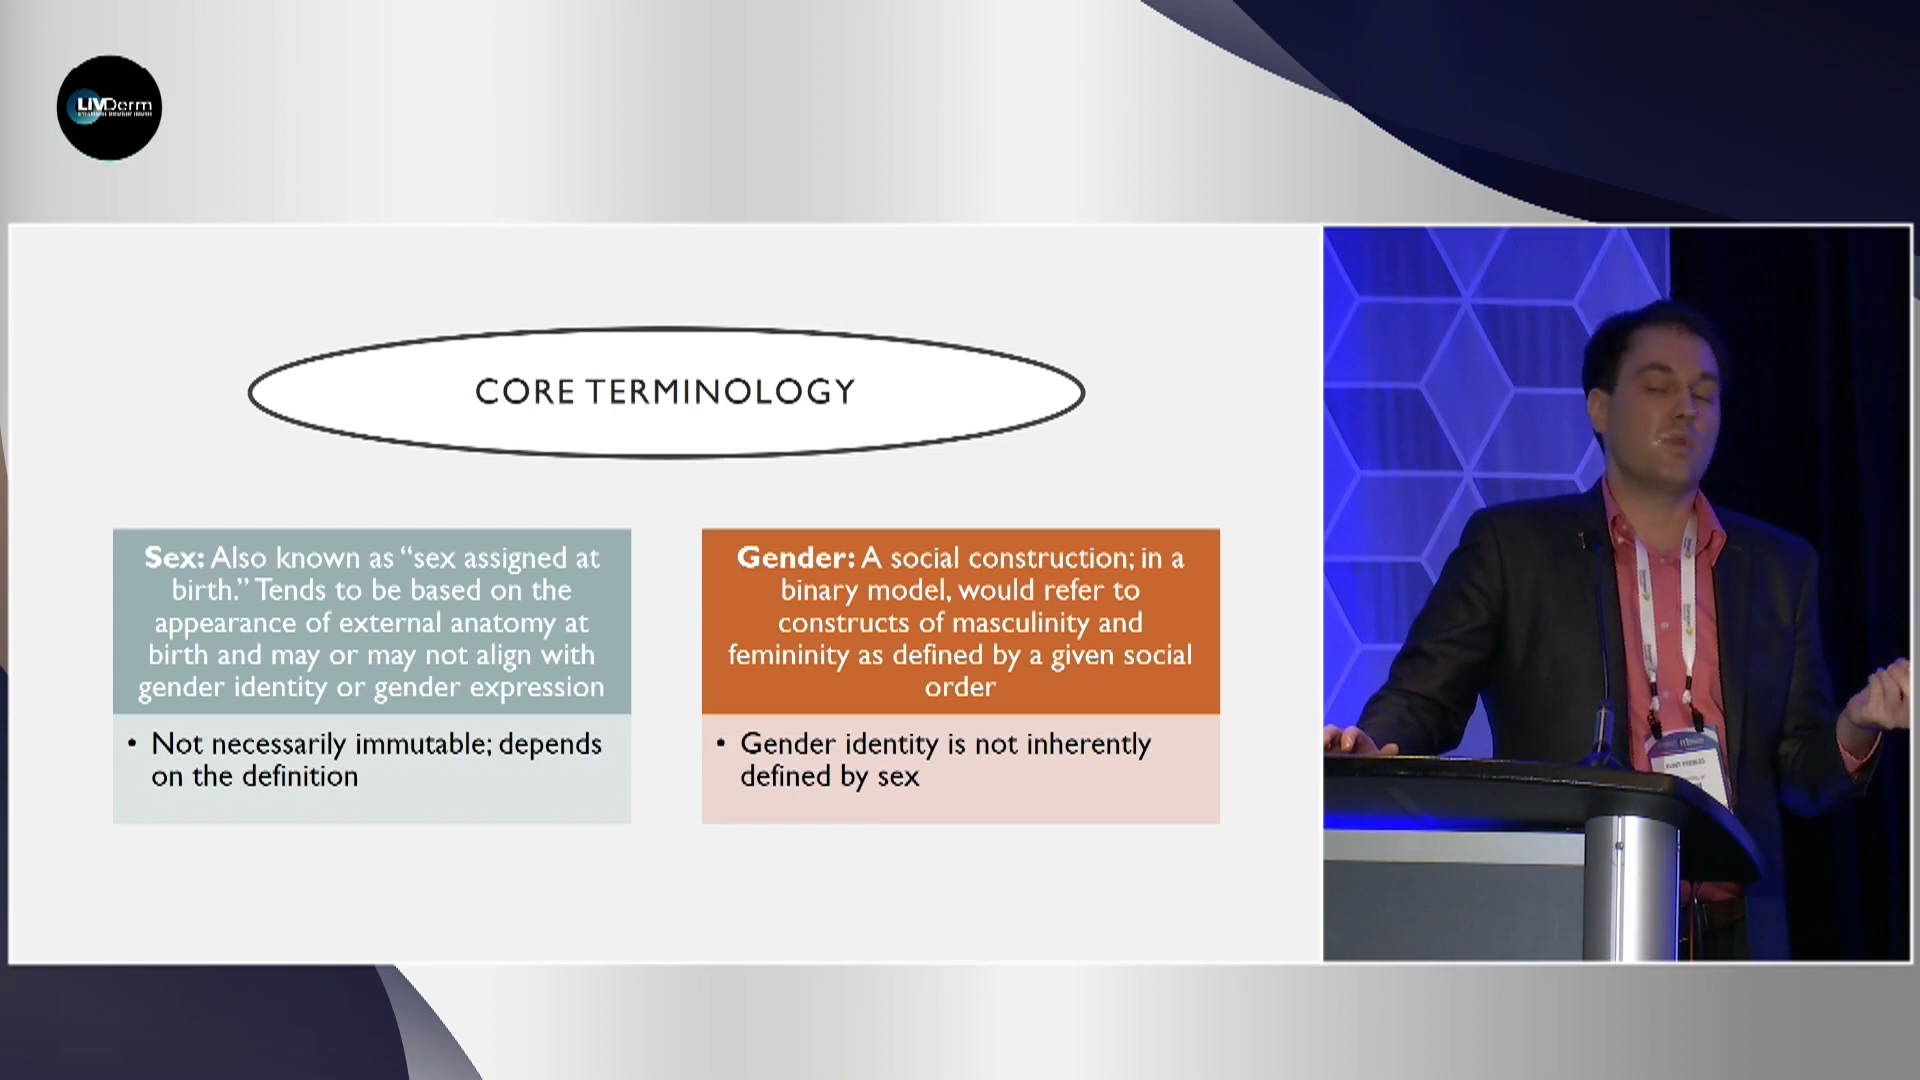 LIVDerm
CORE TERMINOLOGY
Sex: Also known as “sex assigned at
birth.” Tends to be based on the
appearance of external anatomy at
birth and may or may not align with
gender identity or gender expression
• Not necessarily immutable; depends
on the definition
Gender: A social construction; in a
binary model, would refer to
constructs of masculinity and
femininity as defined by a given social
order
• Gender identity is not inherently
defined by sex